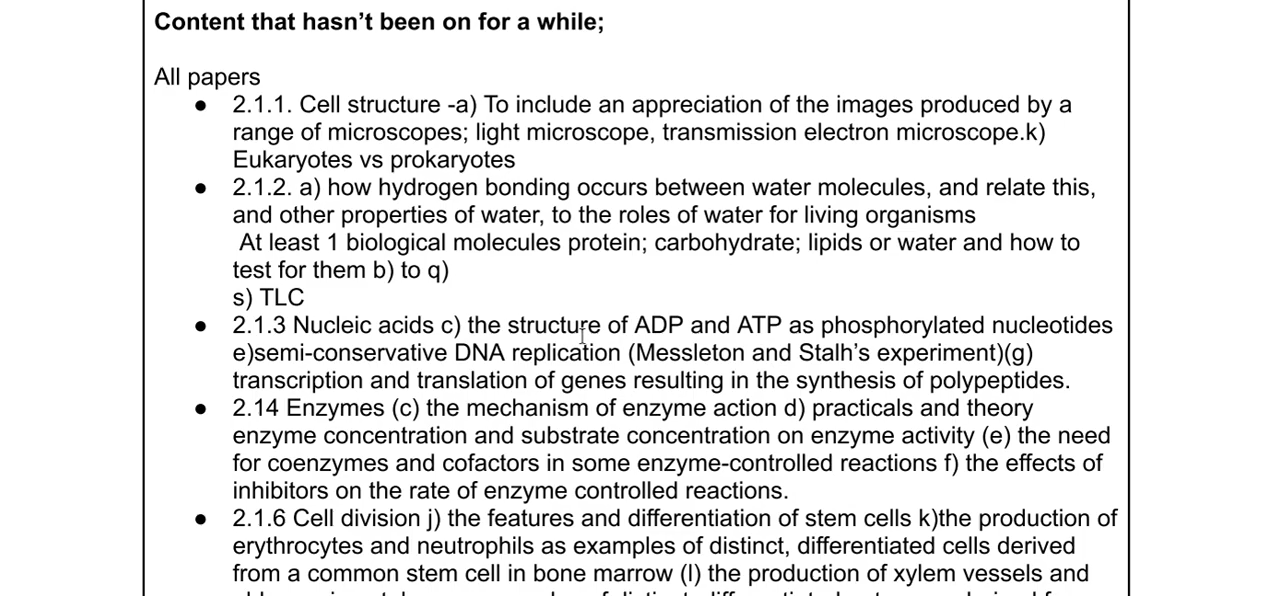 Content that hasn't been on for a while;
All papers
● 2.1.1. Cell structure -a) To include an appreciation of the images produced by a
range of microscopes; light microscope, transmission electron microscope.k)
Eukaryotes vs prokaryotes
● 2.1.2. a) how hydrogen bonding occurs between water molecules, and relate this,
and other properties of water, to the roles of water for living organisms
At least 1 biological molecules protein; carbohydrate; lipids or water and how to
test for them b) to q)
s) TLC
● 2.1.3 Nucleic acids c) the structure of ADP and ATP as phosphorylated nucleotides
e)semi-conservative DNA replication (Messleton and Stalh's experiment)(g)
transcription and translation of genes resulting in the synthesis of polypeptides.
● 2.14 Enzymes (c) the mechanism of enzyme action d) practicals and theory
enzyme concentration and substrate concentration on enzyme activity (e) the need
for coenzymes and cofactors in some enzyme-controlled reactions f) the effects of
inhibitors on the rate of enzyme controlled reactions.
● 2.1.6 Cell division j) the features and differentiation of stem cells k)the production of
erythrocytes and neutrophils as examples of distinct, differentiated cells derived
from a common stem cell in bone marrow (l) the production of xylem vessels and